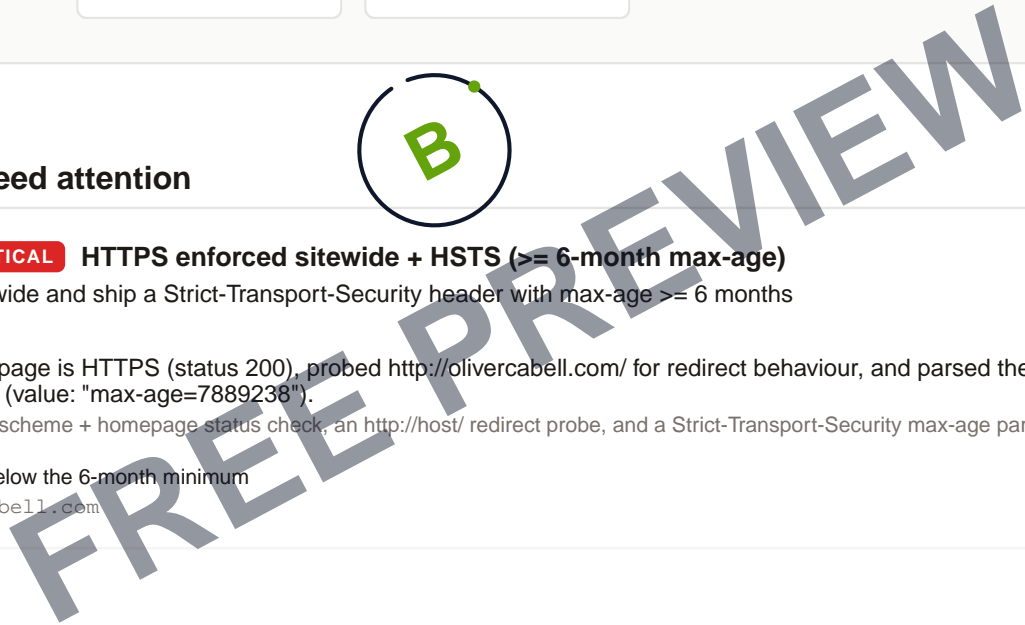 B
eed attention
TICAL HTTPS enforced sitewide + HSTS (>= 6-month max-age)
wide and ship a Strict-Transport-Security header with max-age >= 6 months
page is HTTPS (status 200), probed http://olivercabell.com/ for redirect behaviour, and parsed the
(value: "max-age=7889238").
scheme + homepage status check, an http://host/ redirect probe, and a Strict-Transport-Security max-age par
elow the 6-month minimum
bell.com
FREE PREVIEW